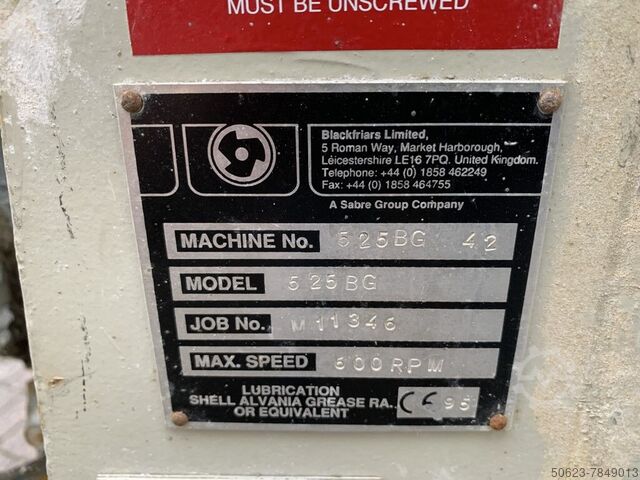 MUST BE UNSCREWED
Blackfriars Limited,
5 Roman Way, Market Harborough,
Leicestershire LE16 7PQ. United Kingdom.
Telephone: +44 (0) 1858 462249
Fax: +44 (0) 1858 464755
A Sabre Group Company
MACHINE No. 525BG 42
MODEL 525BG
JOB No. M11346
MAX. SPEED 600RPM
LUBRICATION
SHELL ALVANIA GREASE RA.
OR EQUIVALENT
CE 95
50623-7849013